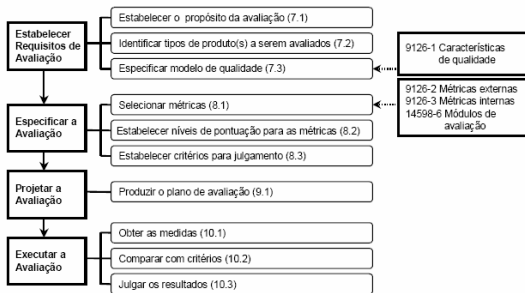 Estabelecer
Requisitos de
Avaliação
Estabelecer o propósito da avaliação (7.1)
Identificar tipos de produto(s) a serem avaliados (7.2)
Especificar modelo de qualidade (7.3)
9126-1 Características
de qualidade
9126-2 Métricas externas
9126-3 Métricas internas
14598-6 Módulos de
avaliação
Especificar a
Avaliação
Selecionar métricas (8.1)
Estabelecer níveis de pontuação para as métricas (8.2)
Estabelecer critérios para julgamento (8.3)
Projetar a
Avaliação
Produzir o plano de avaliação (9.1)
Executar a
Avaliação
Obter as medidas (10.1)
Comparar com critérios (10.2)
Julgar os resultados (10.3)